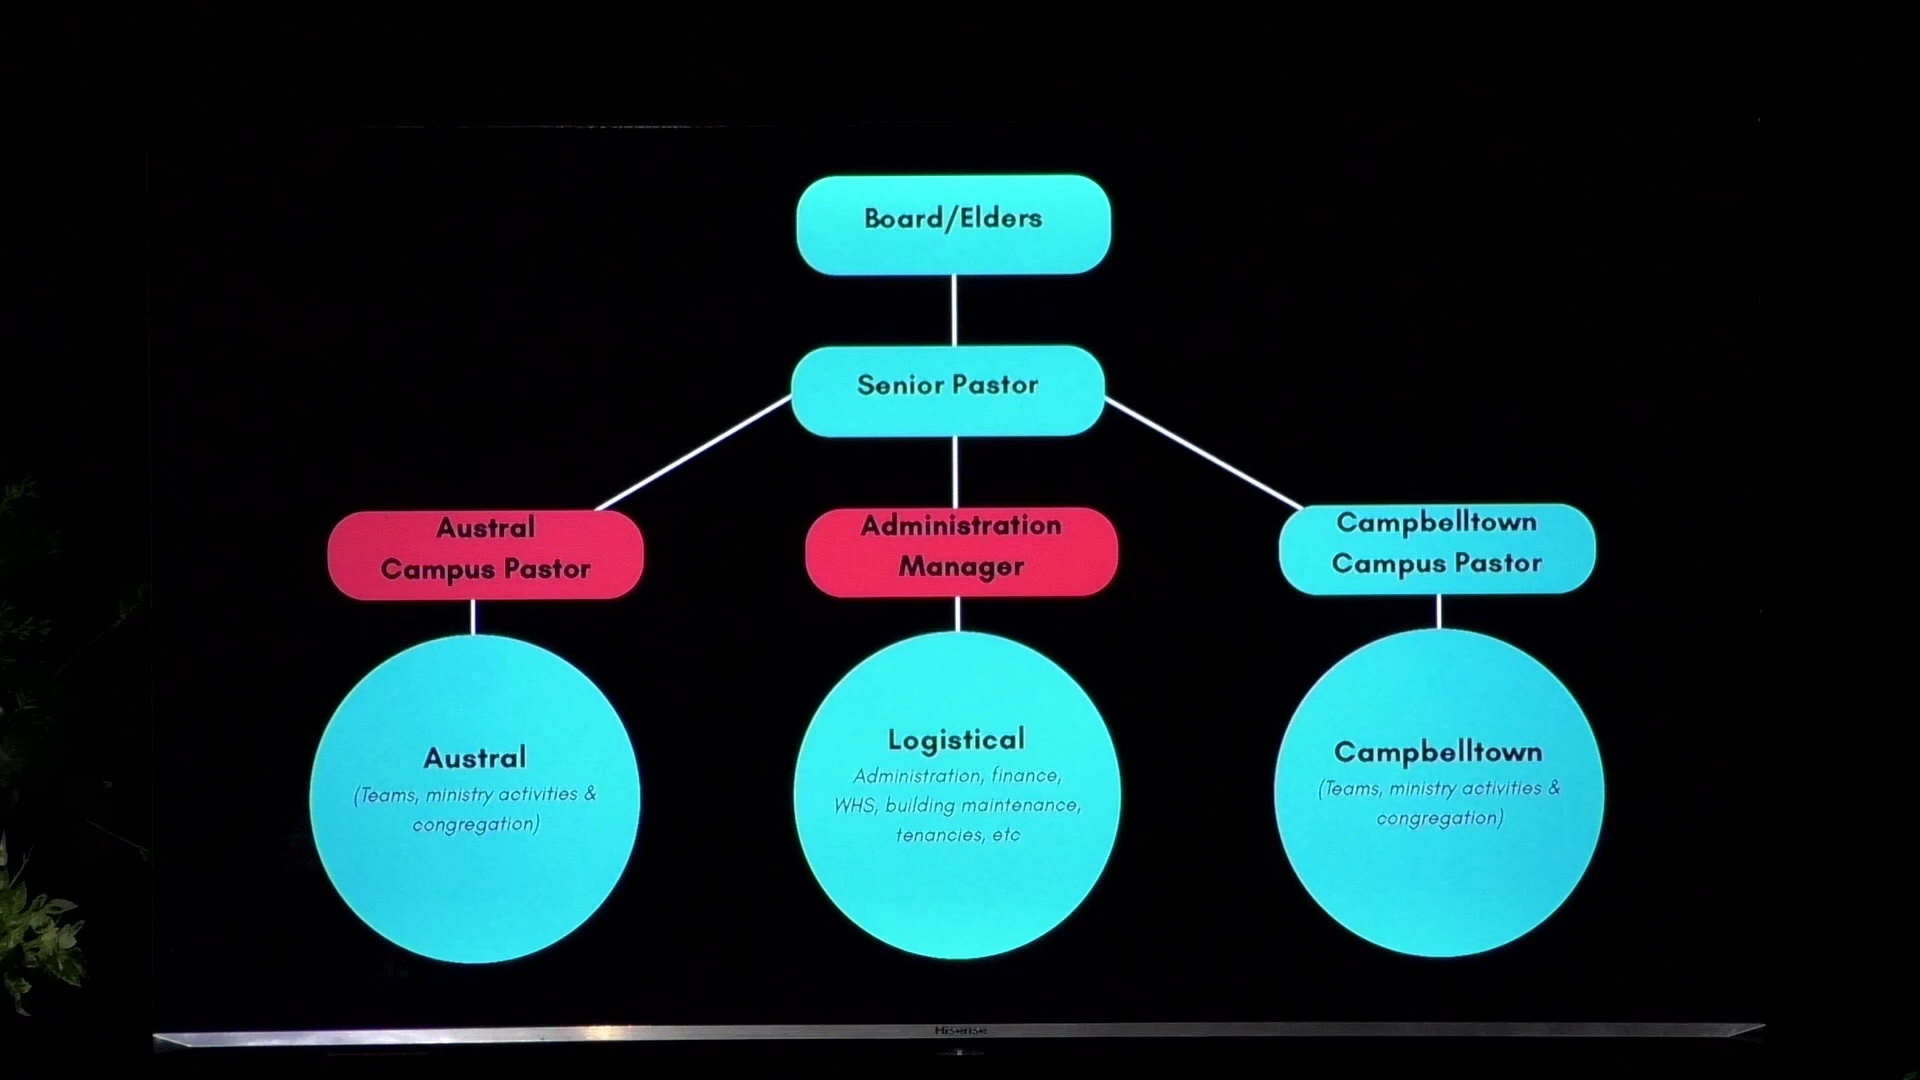 Board/Elders
Senior Pastor
Austral
Campus Pastor
Administration
Manager
Campbelltown
Campus Pastor
Austral
(Teams, ministry activities &
congregation)
Logistical
Administration, finance,
WHS, building maintenance,
tenancies, etc
Campbelltown
(Teams, ministry activities &
congregation)
Hisense